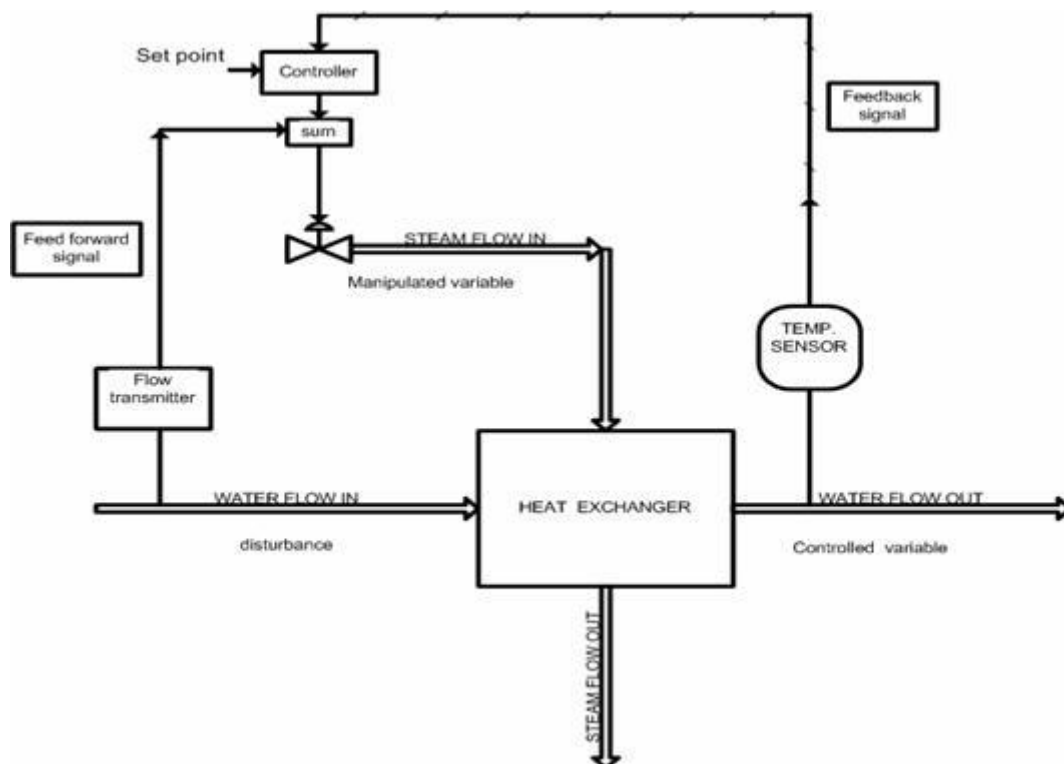 Set point
Controller
sum
Feedback
signal
Feed forward
signal
STEAM FLOW IN
Manipulated variable
TEMP.
SENSOR
Flow
transmitter
WATER FLOW IN
HEAT EXCHANGER
WATER FLOW OUT
disturbance
Controlled variable
STEAM FLOW OUT